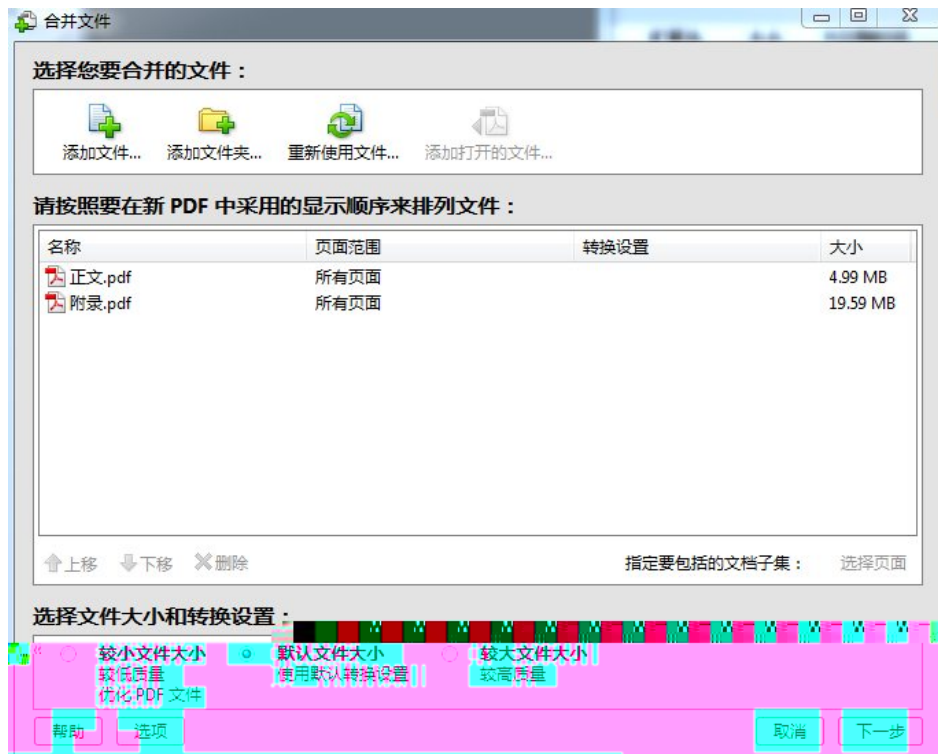 合并文件
选择您要合并的文件：
添加文件... 添加文件夹... 重新使用文件... 添加打开的文件...
请按照要在新 PDF 中采用的显示顺序来排列文件：
名称 页面范围 转换设置 大小
正文.pdf 所有页面 4.99 MB
附录.pdf 所有页面 19.59 MB
上移 下移 删除 指定要包括的文档子集： 选择页面
选择文件大小和转换设置：
较小文件大小 默认文件大小 较大文件大小
较低质量 使用默认转换设置 较高质量
优化 PDF 文件
帮助 选项 取消 下一步